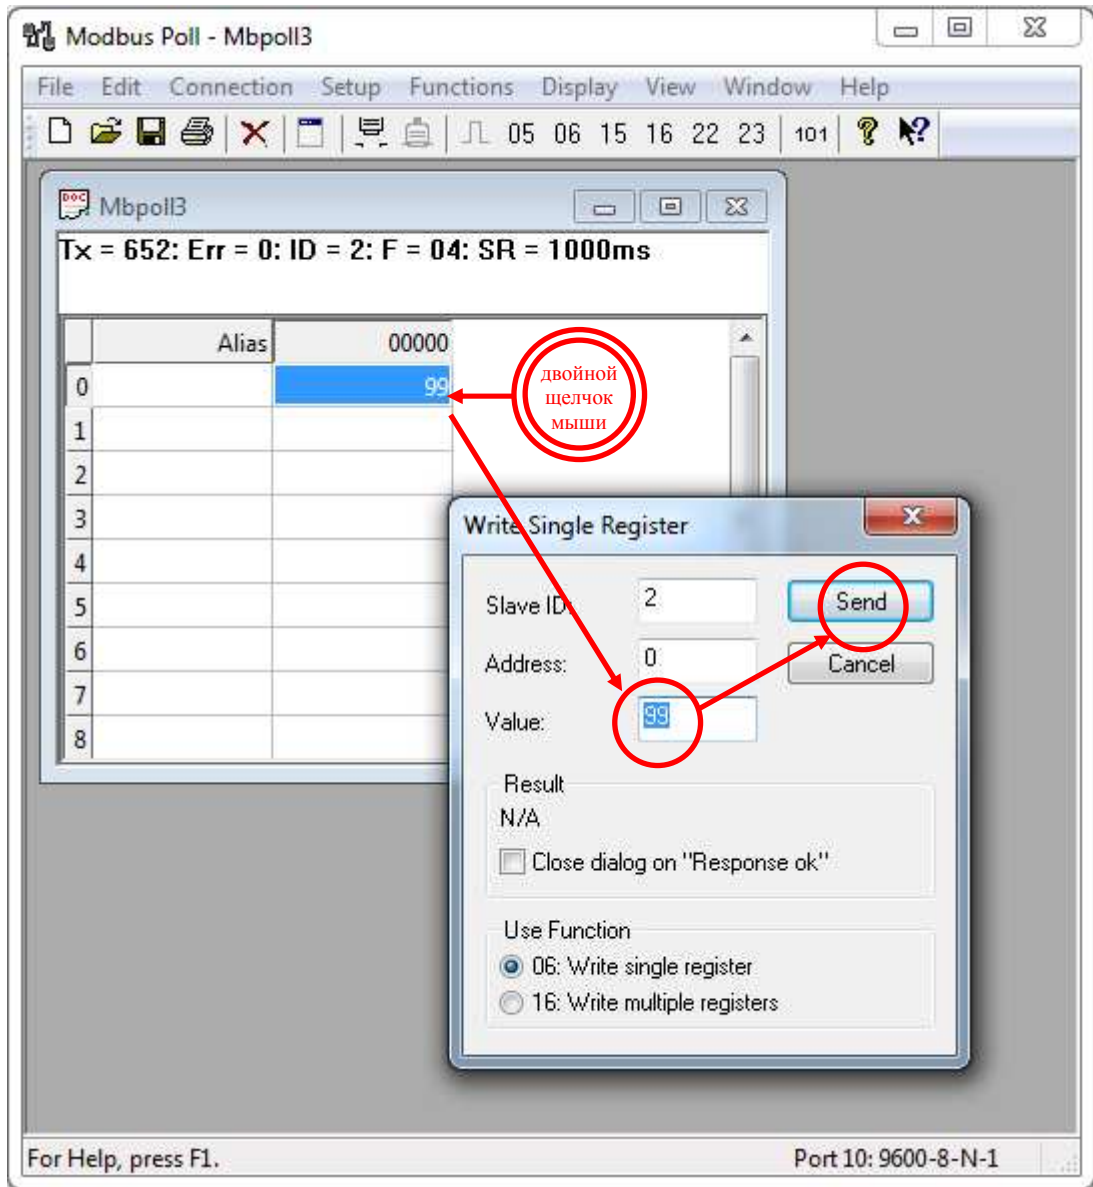 Modbus Poll - Mbpoll3
File Edit Connection Setup Functions Display View Window Help
05 06 15 16 22 23 101
DOC Mbpoll3
Tx = 652: Err = 0: ID = 2: F = 04: SR = 1000ms
Alias 00000
0 99
1
2
3
4
5
6
7
8
двойной
щелчок
мыши
Write Single Register
Slave ID: 2 Send
Address: 0 Cancel
Value: 99
Result
N/A
Close dialog on "Response ok"
Use Function
06: Write single register
16: Write multiple registers
For Help, press F1. Port 10: 9600-8-N-1